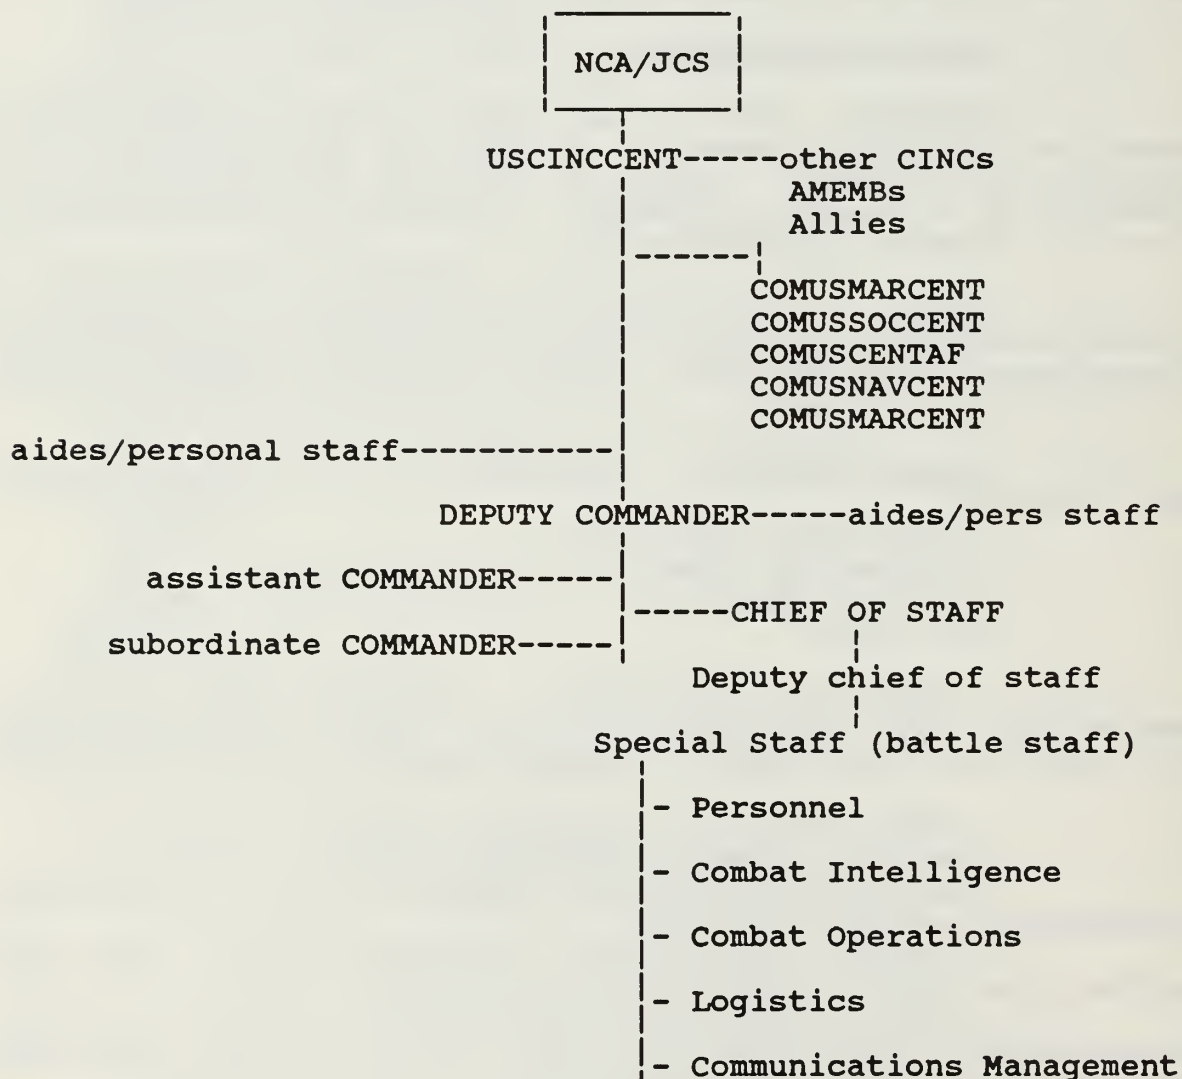 NCA/JCS
USCINCCENT-----other CINCs
AMEMBs
Allies
COMUSMARCENT
COMUSSOCCENT
COMUSCENTAF
COMUSNAVCENT
COMUSMARCENT
aides/personal staff-----------
DEPUTY COMMANDER-----aides/pers staff
assistant COMMANDER-----
-----CHIEF OF STAFF
subordinate COMMANDER-----
Deputy chief of staff
Special Staff (battle staff)
- Personnel
- Combat Intelligence
- Combat Operations
- Logistics
- Communications Management